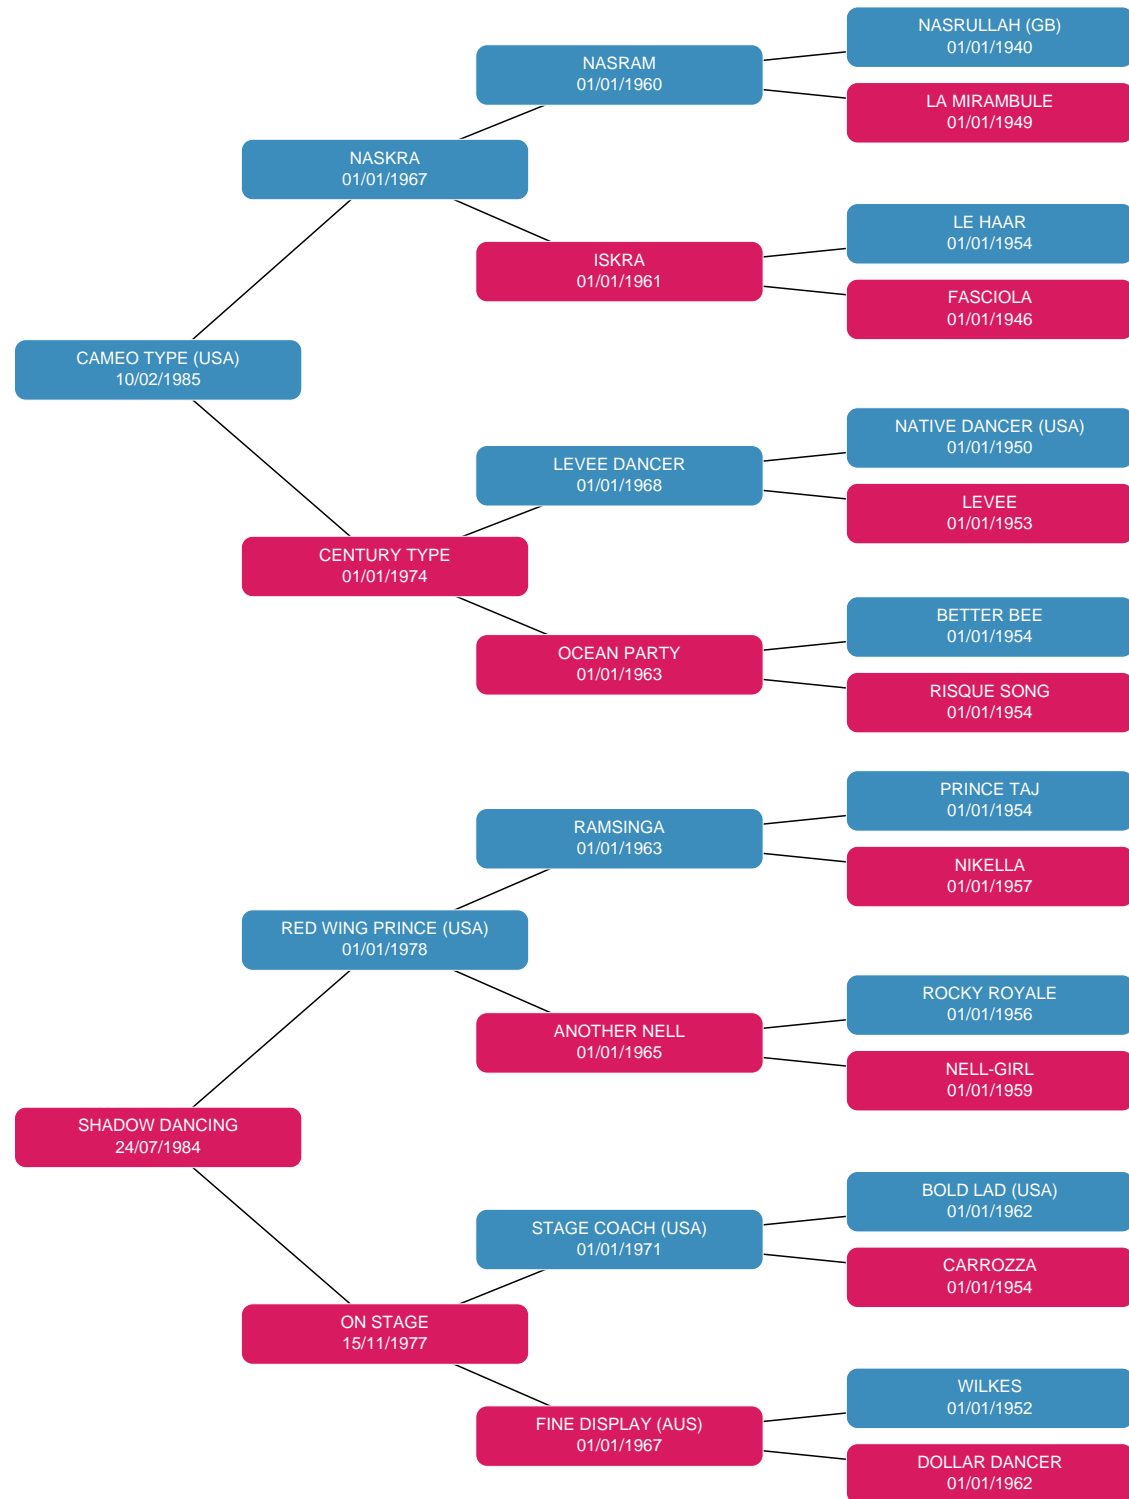 NASRULLAH (GB)
01/01/1940
NASRAM
01/01/1960
LA MIRAMBULE
01/01/1949
NASKRA
01/01/1967
LE HAAR
01/01/1954
ISKRA
01/01/1961
FASCIOLA
01/01/1946
CAMEO TYPE (USA)
10/02/1985
NATIVE DANCER (USA)
01/01/1950
LEVEE DANCER
01/01/1968
LEVEE
01/01/1953
CENTURY TYPE
01/01/1974
BETTER BEE
01/01/1954
OCEAN PARTY
01/01/1963
RISQUE SONG
01/01/1954
PRINCE TAJ
01/01/1954
RAMSINGA
01/01/1963
NIKELLA
01/01/1957
RED WING PRINCE (USA)
01/01/1978
ROCKY ROYALE
01/01/1956
ANOTHER NELL
01/01/1965
NELL-GIRL
01/01/1959
SHADOW DANCING
24/07/1984
BOLD LAD (USA)
01/01/1962
STAGE COACH (USA)
01/01/1971
CARROZZA
01/01/1954
ON STAGE
15/11/1977
WILKES
01/01/1952
FINE DISPLAY (AUS)
01/01/1967
DOLLAR DANCER
01/01/1962